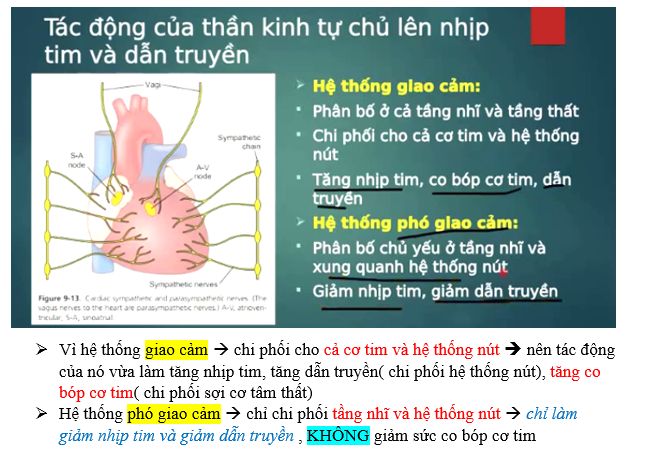 Tác động của thần kinh tự chủ lên nhịp
tim và dẫn truyền
Vagi
Sympathetic
chain
S-A
node
A-V
node
Sympathetic nerves
Figure 9-13. Cardiac sympathetic and parasympathetic nerves. (The
vagus nerves to the heart are parasympathetic nerves.) A-V, atrioven-
tricular; S-A, sinoatrial.
➢ Hệ thống giao cảm:
▪ Phân bố ở cả tầng nhĩ và tầng thất
▪ Chi phối cho cả cơ tim và hệ thống
nút
▪ Tăng nhịp tim, co bóp cơ tim, dẫn
truyền
➢ Hệ thống phó giao cảm:
▪ Phân bố chủ yếu ở tầng nhĩ và
xung quanh hệ thống nút
▪ Giảm nhịp tim, giảm dẫn truyền
➢ Vì hệ thống giao cảm → chi phối cho cả cơ tim và hệ thống nút → nên tác động
của nó vừa làm tăng nhịp tim, tăng dẫn truyền( chi phối hệ thống nút), tăng co
bóp cơ tim( chi phối sợi cơ tâm thất)
➢ Hệ thống phó giao cảm → chỉ chi phối tầng nhĩ và hệ thống nút → chỉ làm
giảm nhịp tim và giảm dẫn truyền , KHÔNG giảm sức co bóp cơ tim